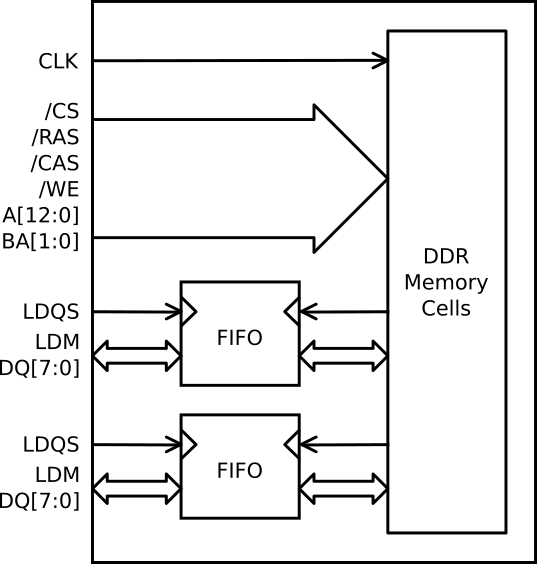 CLK
/CS
/RAS
/CAS
/WE
A[12:0]
BA[1:0]
DDR
Memory
Cells
LDQS
LDM
DQ[7:0]
FIFO
LDQS
LDM
DQ[7:0]
FIFO